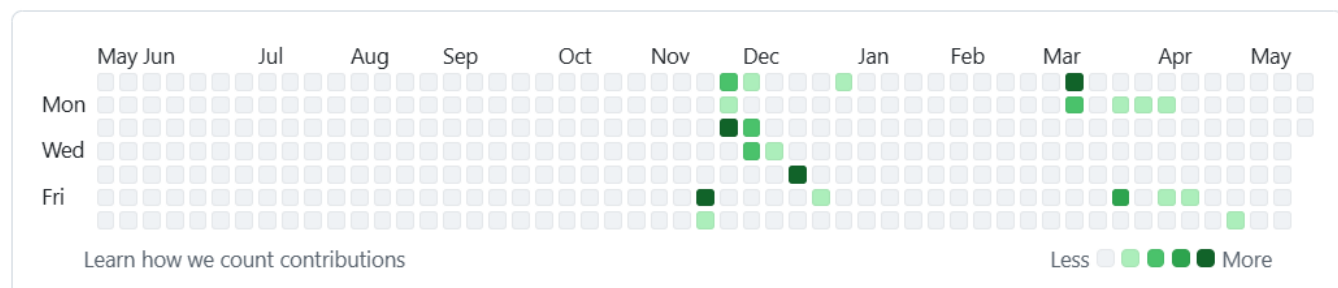 May Jun Jul Aug Sep Oct Nov Dec Jan Feb Mar Apr May
Mon
Wed
Fri
Learn how we count contributions
Less More